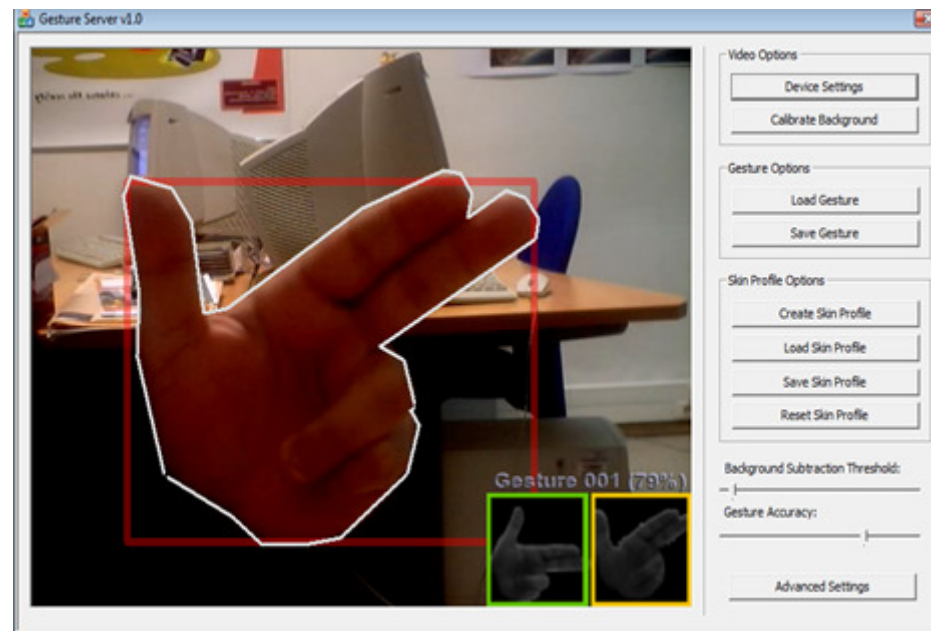 Gesture Server v1.0
Gesture 001 (79%)
Video Options
Device Settings
Calibrate Background
Gesture Options
Load Gesture
Save Gesture
Skin Profile Options
Create Skin Profile
Load Skin Profile
Save Skin Profile
Reset Skin Profile
Background Subtraction Threshold:
Gesture Accuracy:
Advanced Settings